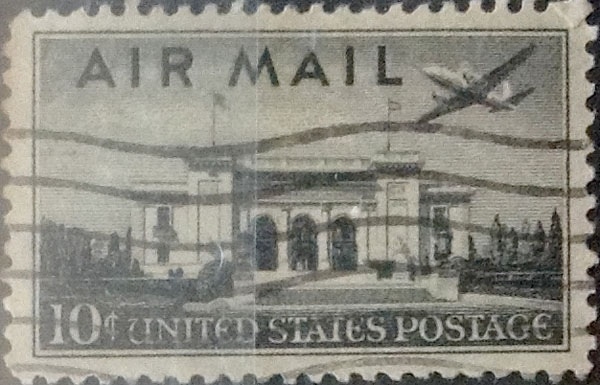 AIR MAIL
10¢ UNITED STATES POSTAGE